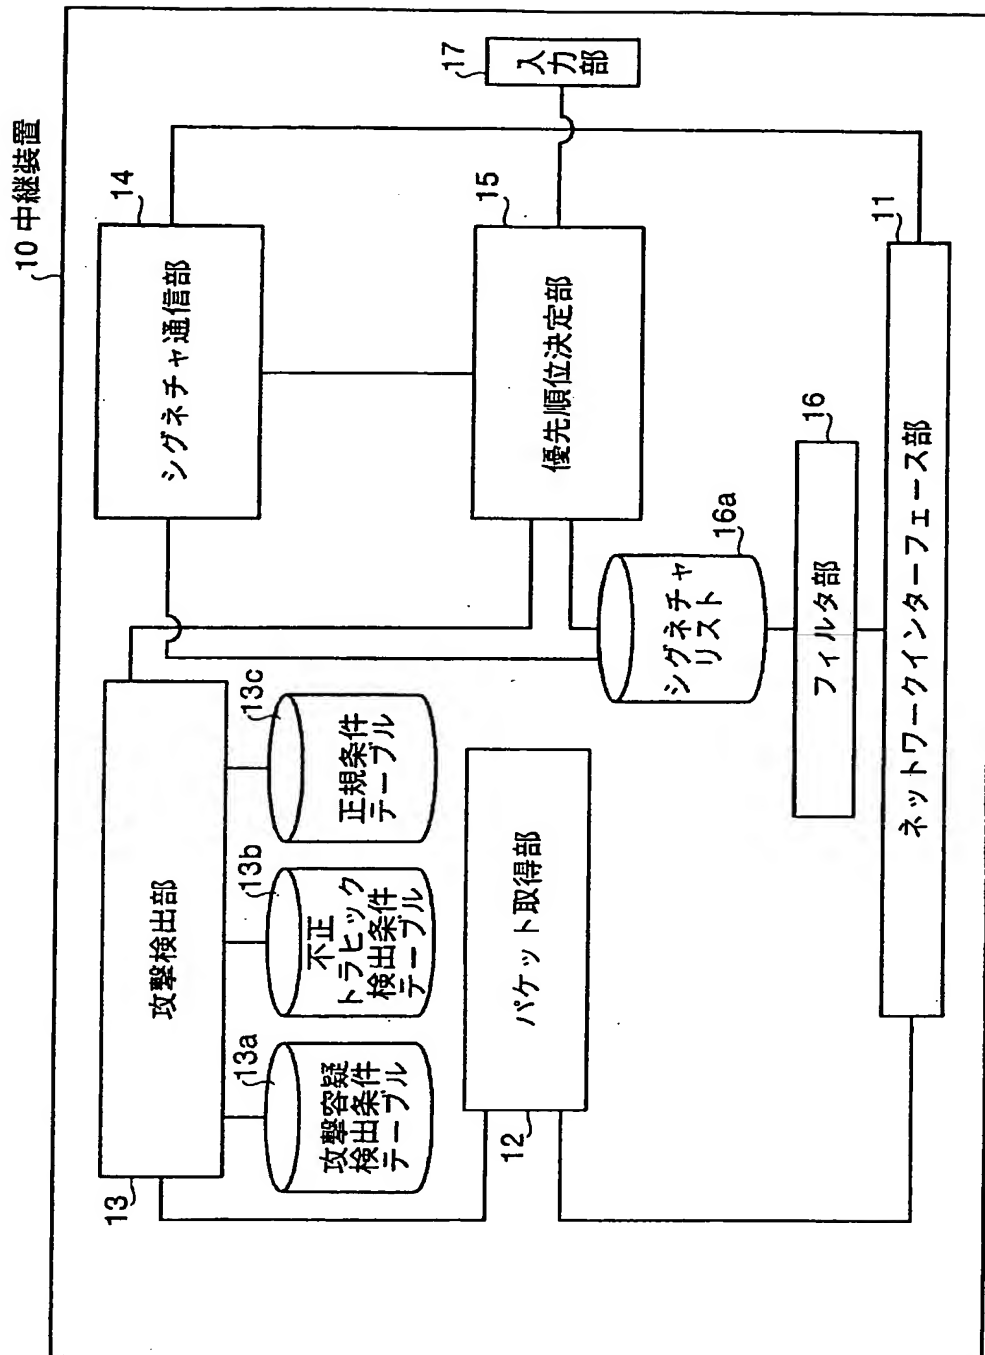 10 中継装置
13
攻撃検出部
13a
攻撃容疑
検出条件
テーブル
13b
不正
トラヒック
検出条件
テーブル
13c
正規条件
テーブル
14
シグネチャ通信部
12
パケット取得部
15
優先順位決定部
17
入力部
16a
シグネチャ
リスト
16
フィルタ部
11
ネットワークインターフェース部